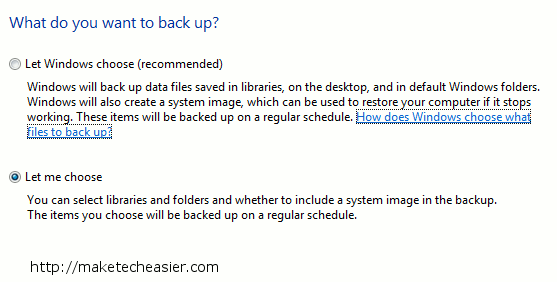 What do you want to back up?
Let Windows choose (recommended)
Windows will back up data files saved in libraries, on the desktop, and in default Windows folders.
Windows will also create a system image, which can be used to restore your computer if it stops
working. These items will be backed up on a regular schedule. How does Windows choose what
files to back up?
Let me choose
You can select libraries and folders and whether to include a system image in the backup.
The items you choose will be backed up on a regular schedule.
http://maketecheasier.com